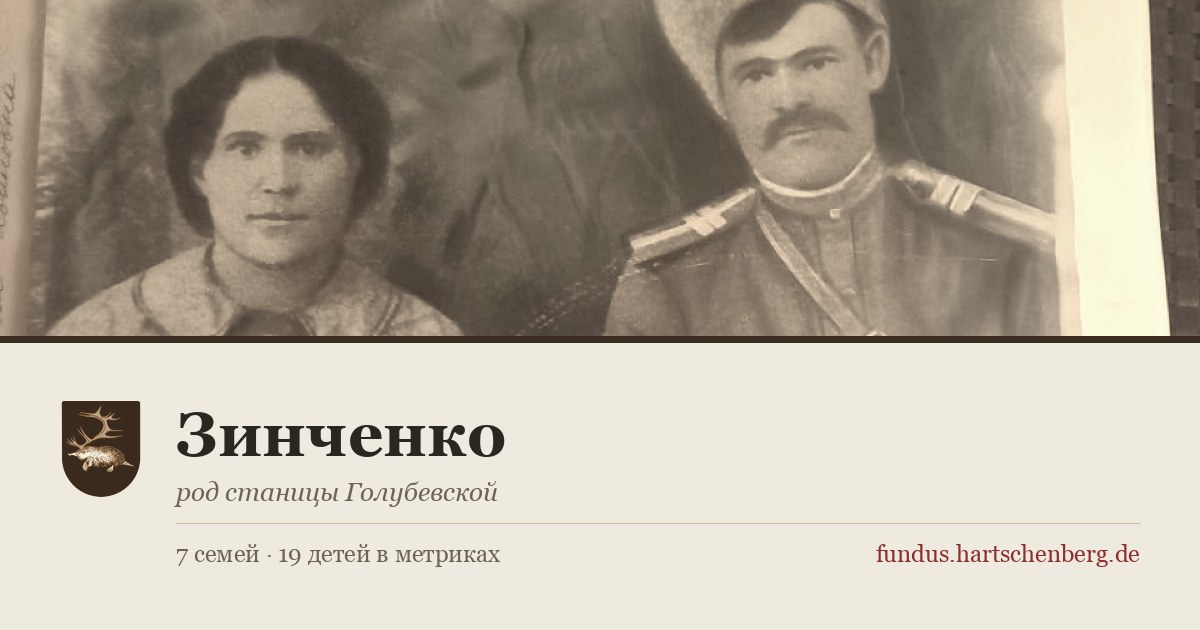 Зинченко
род станицы Голубевской
7 семей · 19 детей в метриках
fundus.hartschenberg.de